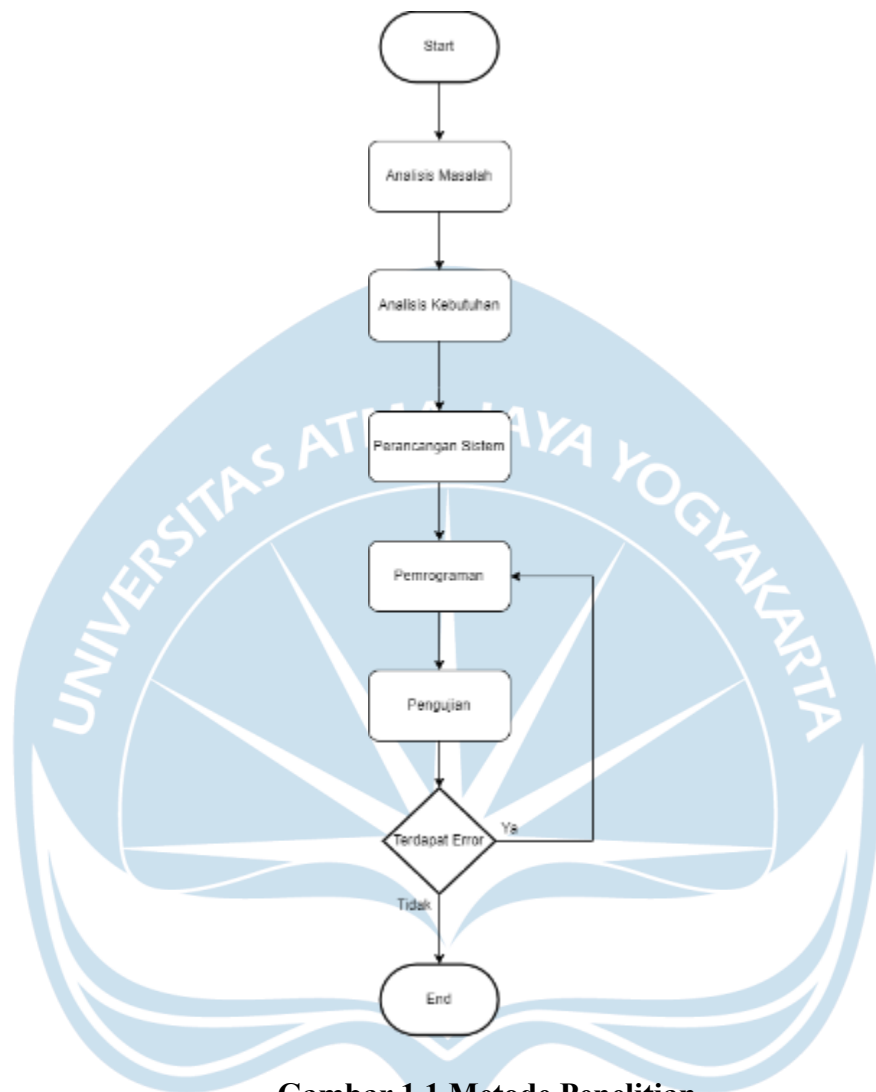 Start
Analisis Masalah
Analisis Kebutuhan
UNIVERSITAS ATMA JAYA YOGYAKARTA
Perancangan Sistem
Pemrograman
Pengujian
Terdapat Error
Ya
Tidak
End
Gambar 1.1 Metode Penelitian